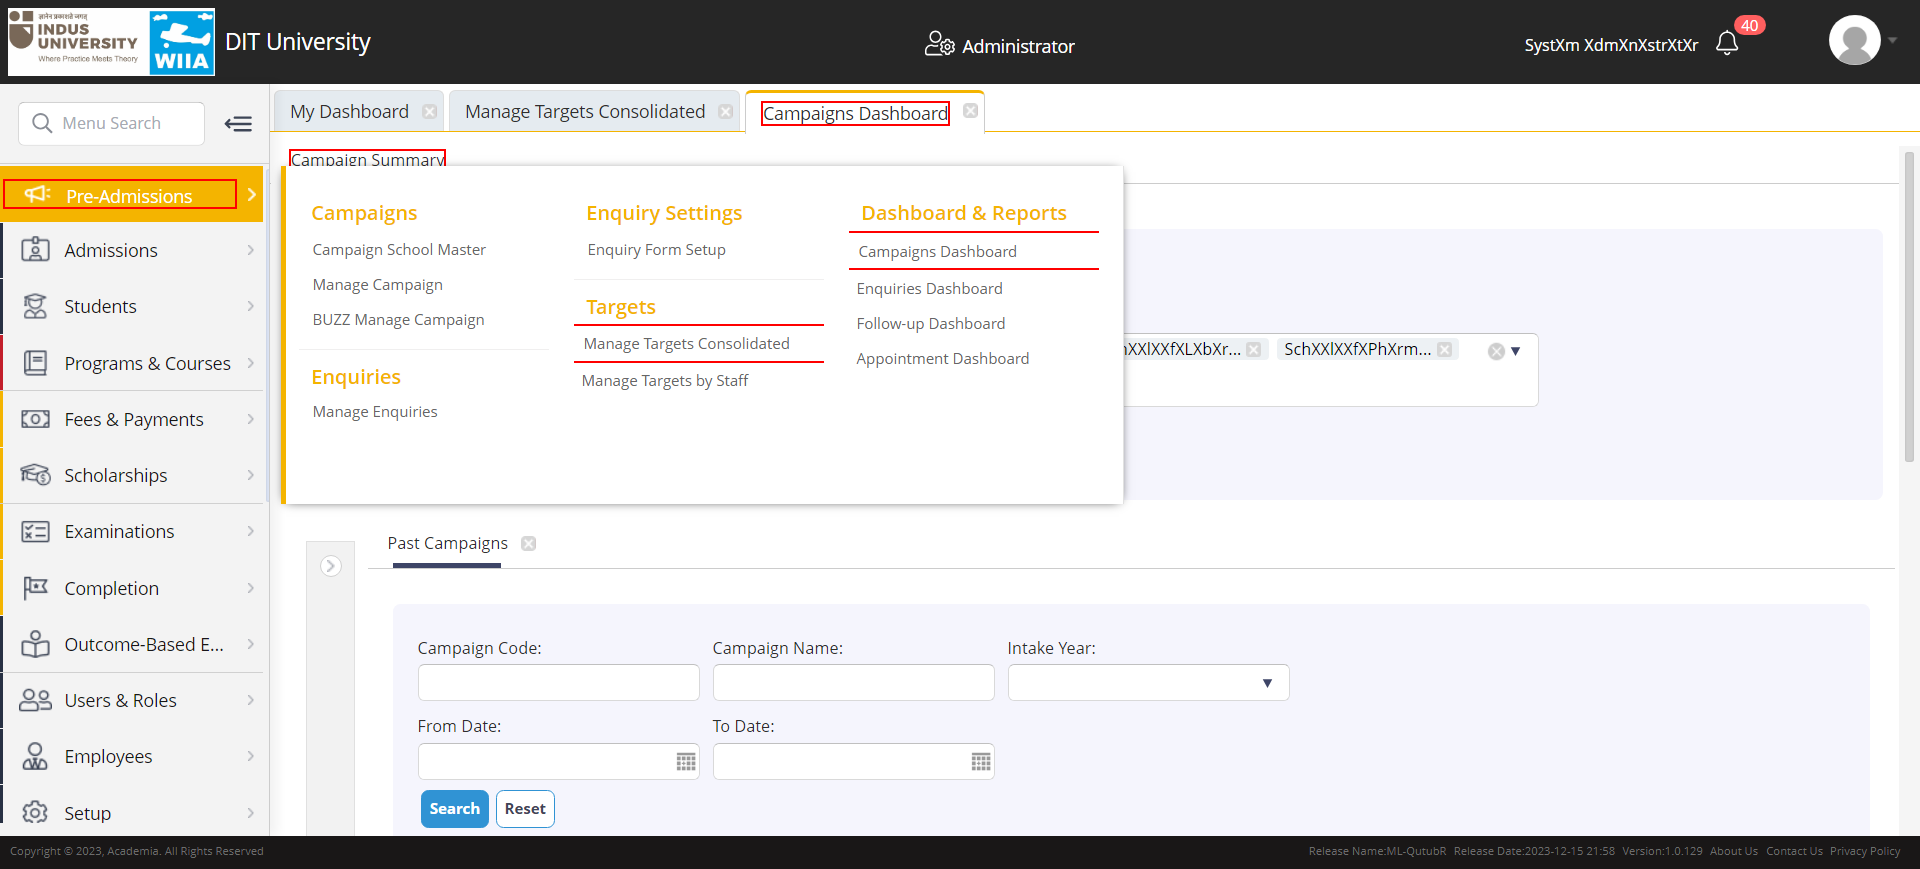 ज्ञानेन प्रकाशते जगत्
INDUS
UNIVERSITY
Where Practice Meets Theory
WIIA
DIT University
Administrator
SystXm XdmXnXstrXtXr
40
Menu Search
My Dashboard
Manage Targets Consolidated
Campaigns Dashboard
Campaign Summary
Pre-Admissions
Admissions
Students
Programs & Courses
Fees & Payments
Scholarships
Examinations
Completion
Outcome-Based E...
Users & Roles
Employees
Setup
Campaigns
Campaign School Master
Manage Campaign
BUZZ Manage Campaign
Enquiries
Manage Enquiries
Enquiry Settings
Enquiry Form Setup
Targets
Manage Targets Consolidated
Manage Targets by Staff
Dashboard & Reports
Campaigns Dashboard
Enquiries Dashboard
Follow-up Dashboard
Appointment Dashboard
XXlXXfXLXbXr...
SchXXlXXfXPhXrm...
Past Campaigns
Campaign Code:
Campaign Name:
Intake Year:
From Date:
To Date:
Search
Reset
Copyright © 2023, Academia. All Rights Reserved
Release Name:ML-QutubR Release Date:2023-12-15 21:58 Version:1.0.129 About Us Contact Us Privacy Policy